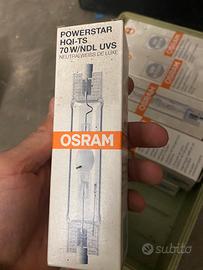 POWERSTAR
HQI-TS
70 W/NDL UVS
NEUTRALWEISS DE LUXE
OSRAM
subito